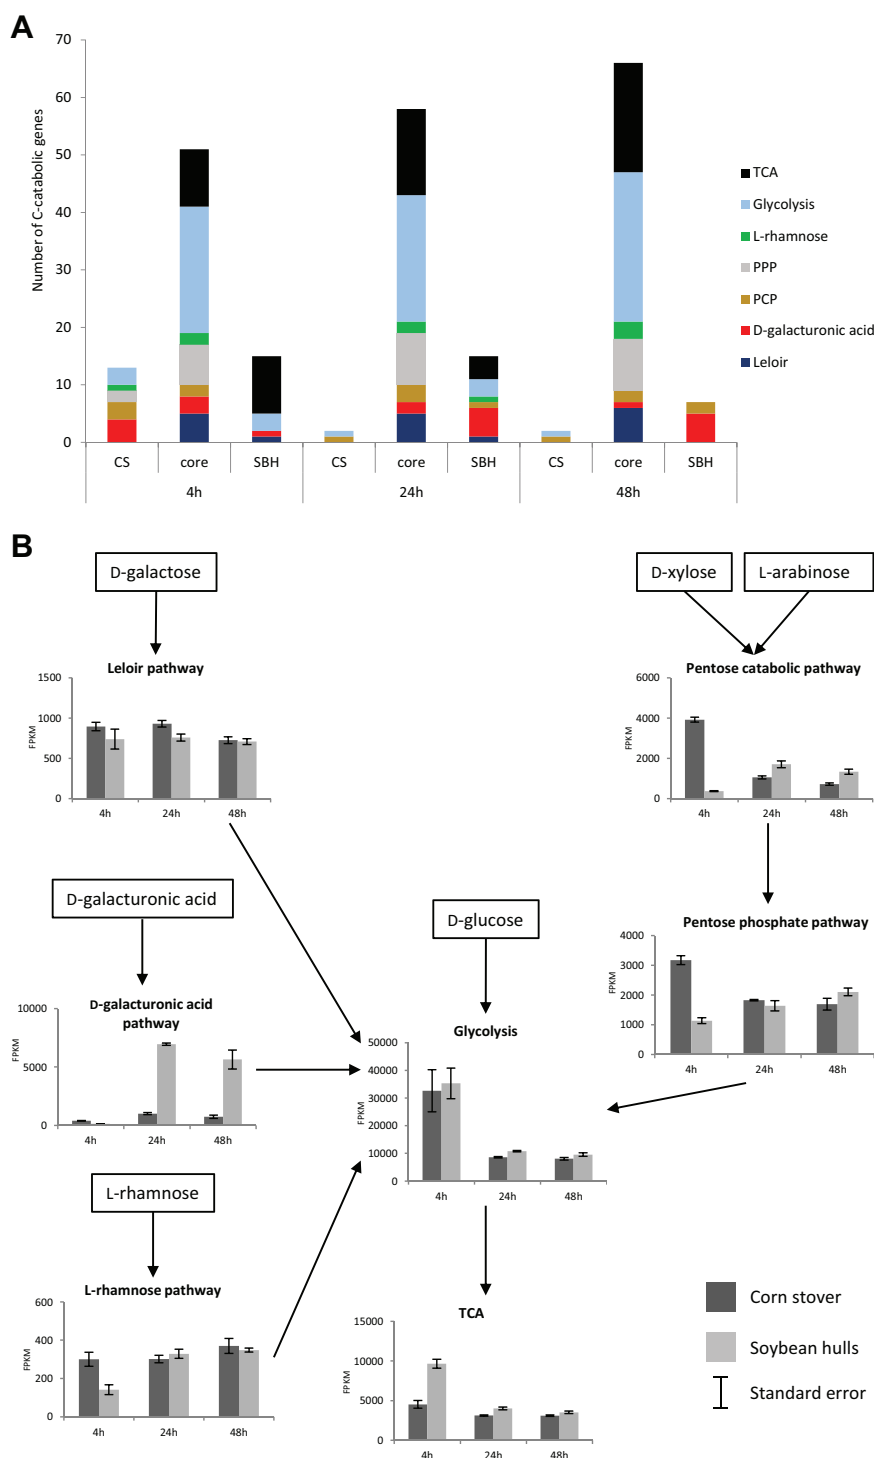 A
Number of C-catabolic genes
70
60
50
40
30
20
10
0
CS core SBH CS core SBH CS core SBH
4h 24h 48h
TCA
Glycolysis
L-rhamnose
PPP
PCP
D-galacturonic acid
Leloir
B
D-galactose
Leloir pathway
FPKM
1500
1000
500
0
4h 24h 48h
D-xylose
L-arabinose
Pentose catabolic pathway
FPKM
6000
4000
2000
0
4h 24h 48h
D-galacturonic acid
D-galacturonic acid
pathway
FPKM
10000
5000
0
4h 24h 48h
D-glucose
Glycolysis
FPKM
50000
40000
30000
20000
10000
0
4h 24h 48h
Pentose phosphate pathway
FPKM
4000
3000
2000
1000
0
4h 24h 48h
L-rhamnose
L-rhamnose pathway
FPKM
600
400
200
0
4h 24h 48h
TCA
FPKM
15000
10000
5000
0
4h 24h 48h
Corn stover
Soybean hulls
Standard error